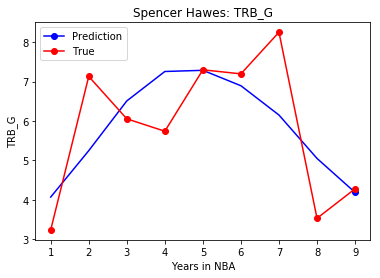 Spencer Hawes: TRB_G
Prediction
True
8
7
6
5
4
3
TRB_G
1 2 3 4 5 6 7 8 9
Years in NBA